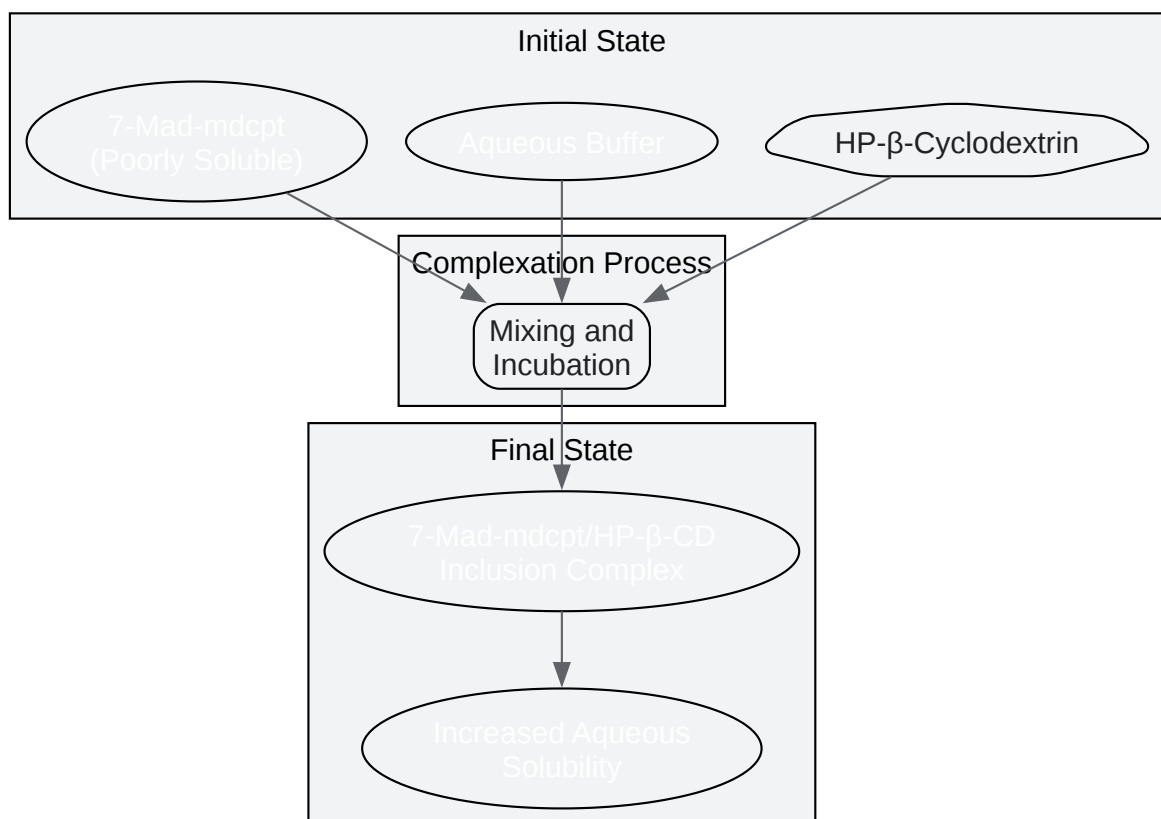 Initial State
7-Mad-mdcpt
(Poorly Soluble)
Aqueous Buffer
HP-β-Cyclodextrin
Complexation Process
Mixing and
Incubation
Final State
7-Mad-mdcpt/HP-β-CD
Inclusion Complex
Increased Aqueous
Solubility